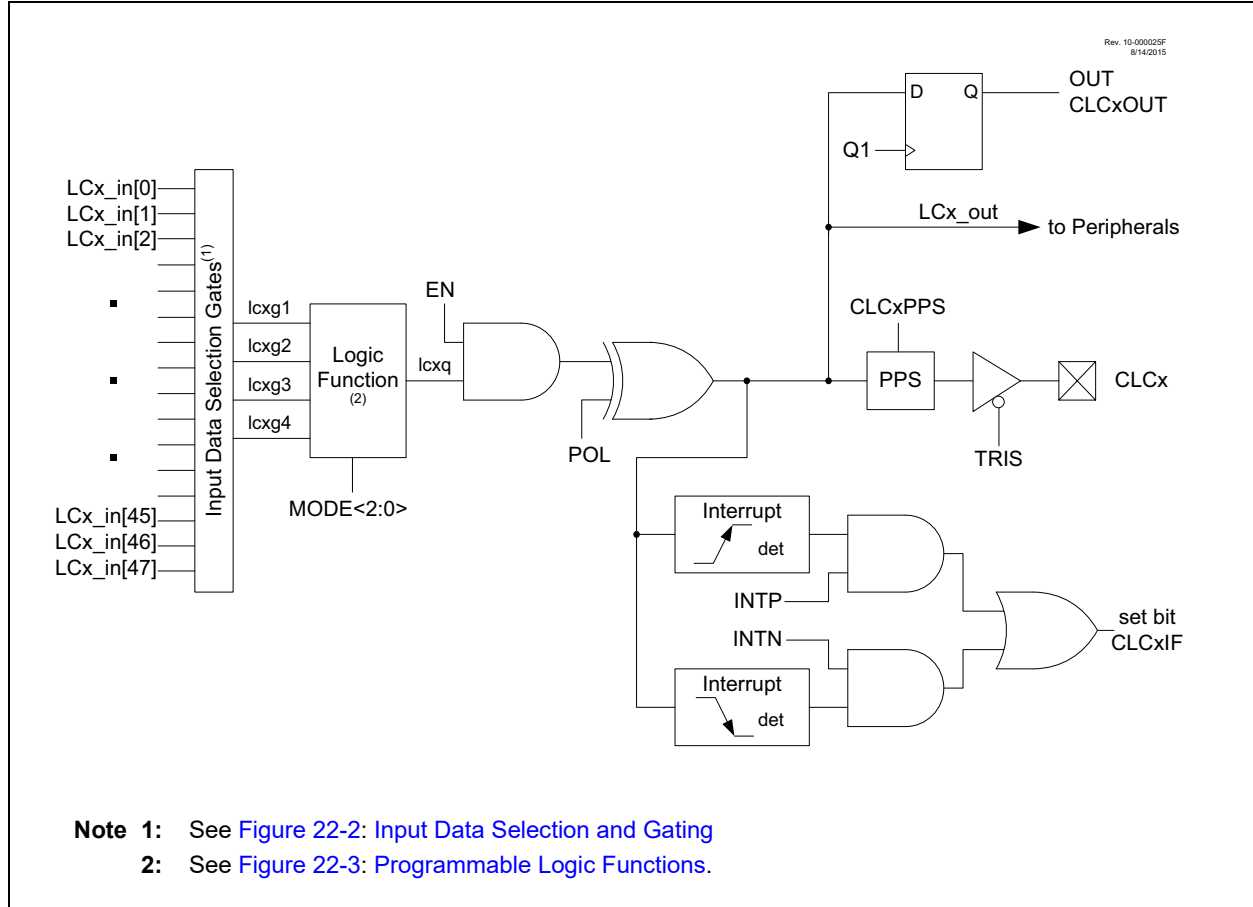 Rev. 10-000025F
8/14/2015
OUT
CLCxOUT
D
Q
Q1
LCx_out
to Peripherals
LCx_in[0]
LCx_in[1]
LCx_in[2]
LCx_in[45]
LCx_in[46]
LCx_in[47]
Input Data Selection Gates(1)
lcxg1
lcxg2
lcxg3
lcxg4
Logic
Function
(2)
MODE<2:0>
EN
lcxq
POL
CLCxPPS
PPS
TRIS
CLCx
Interrupt
det
INTP
INTN
Interrupt
det
set bit
CLCxIF
Note 1: See Figure 22-2: Input Data Selection and Gating
2: See Figure 22-3: Programmable Logic Functions.